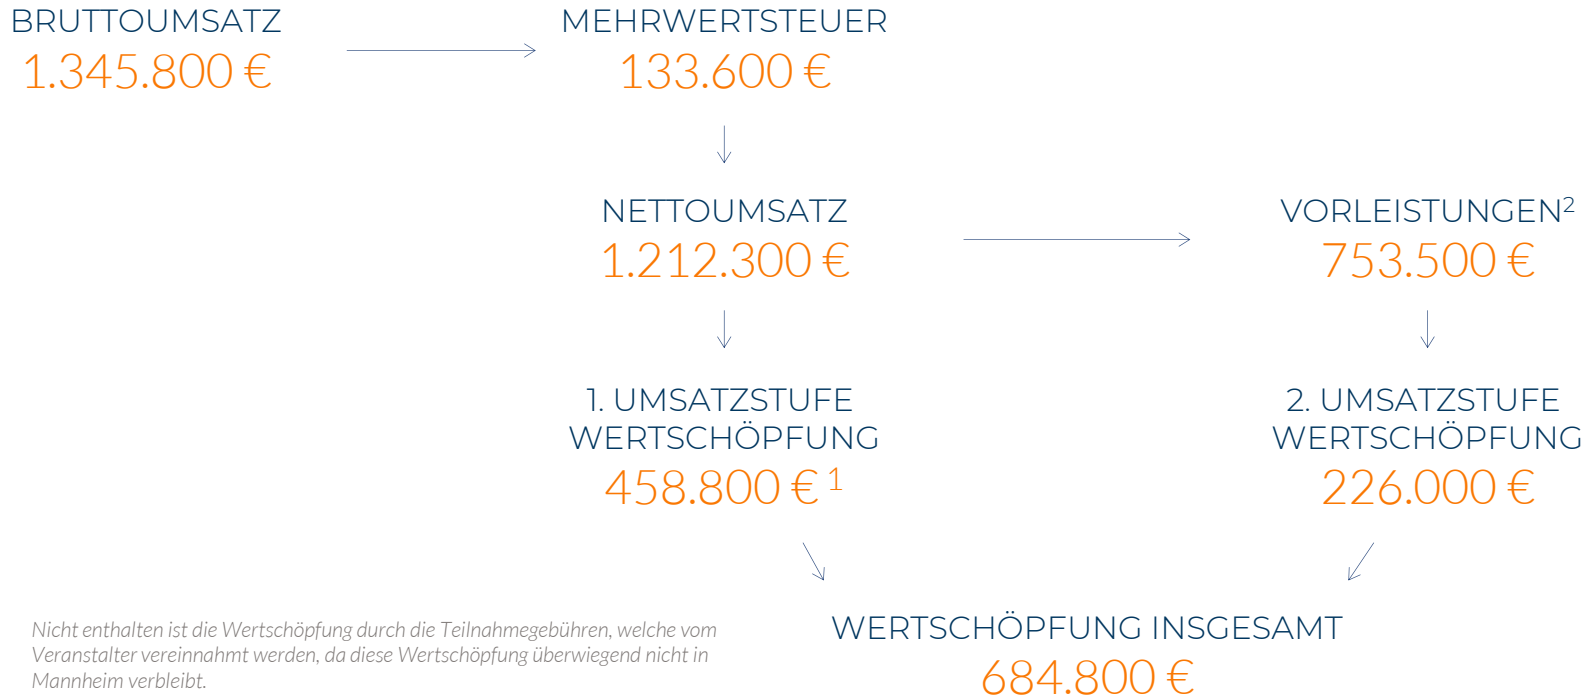 BRUTTOUMSATZ
1.345.800 €
MEHRWERTSTEUER
133.600 €
NETTOUMSATZ
1.212.300 €
VORLEISTUNGEN²
753.500 €
1. UMSATZSTUFE
WERTSCHÖPFUNG
458.800 € ¹
2. UMSATZSTUFE
WERTSCHÖPFUNG
226.000 €
WERTSCHÖPFUNG INSGESAMT
684.800 €
Nicht enthalten ist die Wertschöpfung durch die Teilnahmegebühren, welche vom
Veranstalter vereinnahmt werden, da diese Wertschöpfung überwiegend nicht in
Mannheim verbleibt.